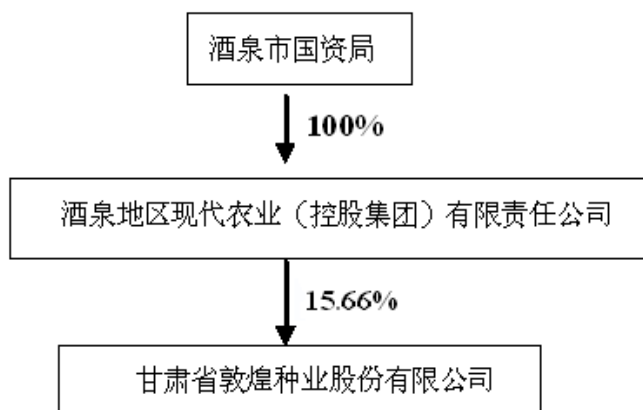 酒泉市国资局
100%
酒泉地区现代农业（控股集团）有限责任公司
15.66%
甘肃省敦煌种业股份有限公司